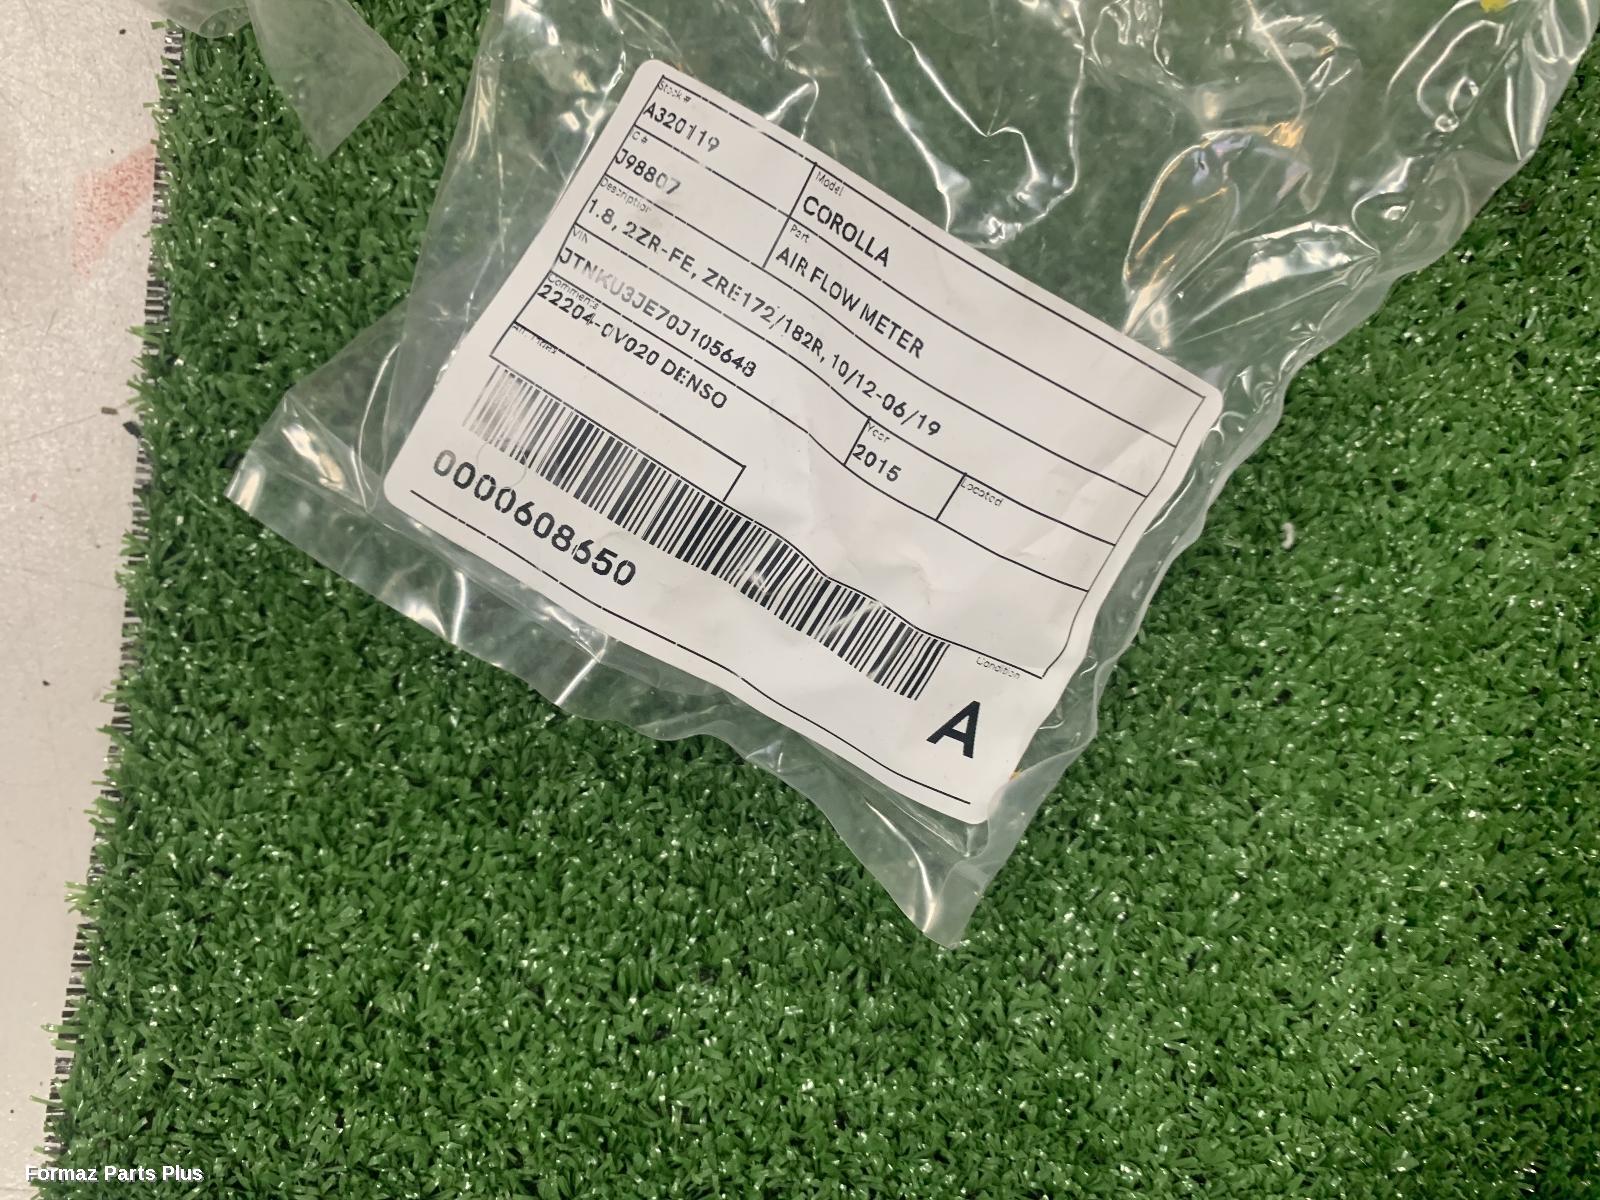 Stock #
A320119
Model
COROLLA
C #
J98807
Part
AIR FLOW METER
Description
1.8, 2ZR-FE, ZRE172/182R, 10/12-06/19
VIN
JTNKU3JE70J105648
Year
2015
Located
Comments
22204-0V020 DENSO
0000608650
Condition
A
Formaz Parts Plus